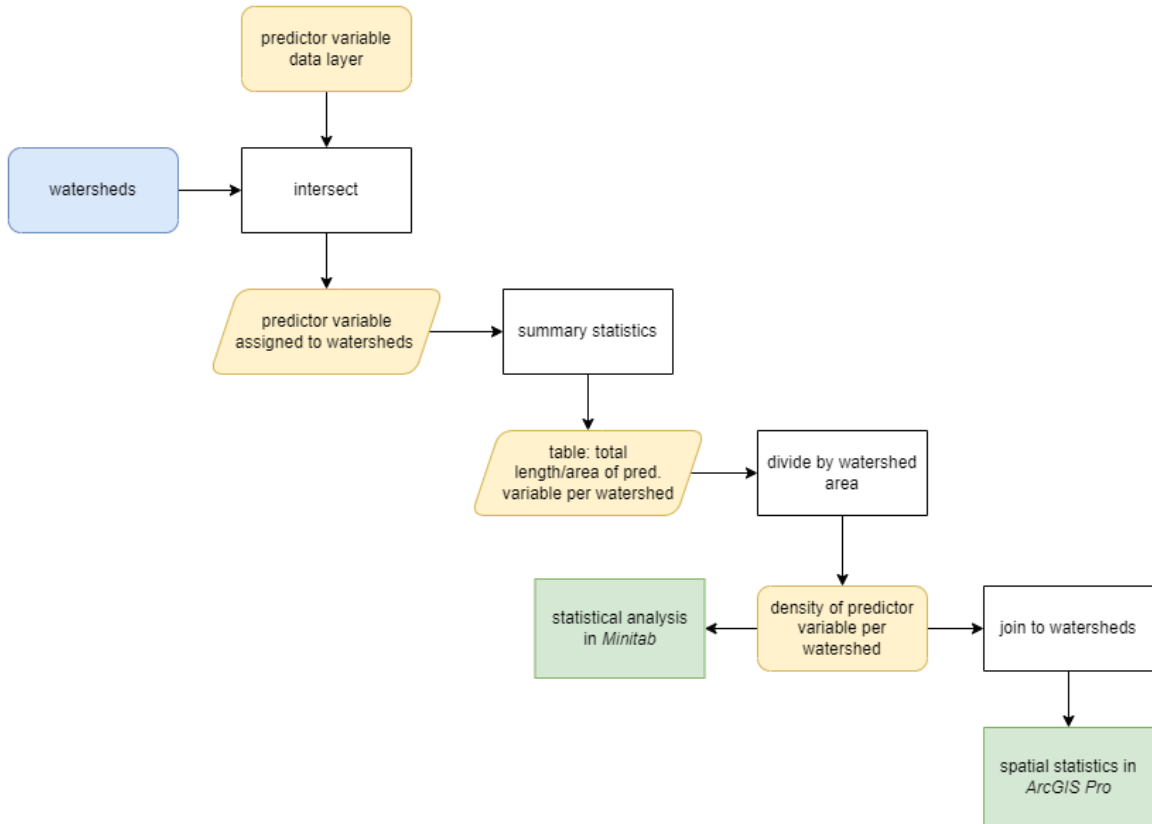 predictor variable
data layer
watersheds
intersect
predictor variable
assigned to watersheds
summary statistics
table: total
length/area of pred.
variable per watershed
divide by watershed
area
statistical analysis
in Minitab
density of predictor
variable per
watershed
join to watersheds
spatial statistics in
ArcGIS Pro